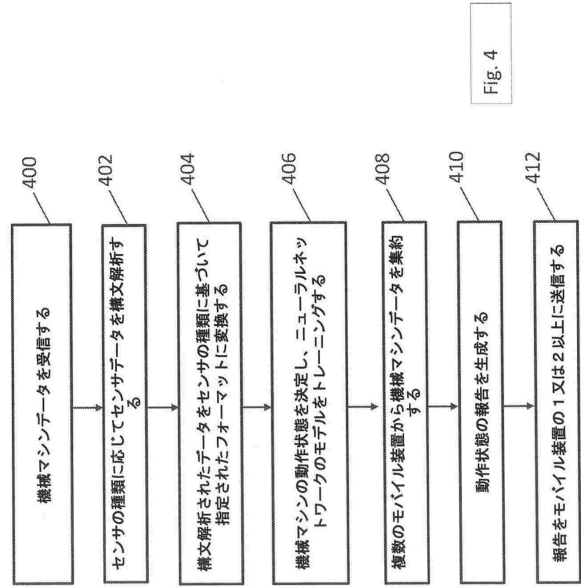 400
機械マシンデータを受信する
402
センサの種類に応じてセンサデータを構文解析す
る
404
構文解析されたデータをセンサの種類に基づいて
指定されたフォーマットに変換する
406
機械マシンの動作状態を決定し、ニューラルネッ
トワークのモデルをトレーニングする
408
複数のモバイル装置から機械マシンデータを集約
する
410
動作状態の報告を生成する
412
報告をモバイル装置の１又は２以上に送信する
Fig. 4